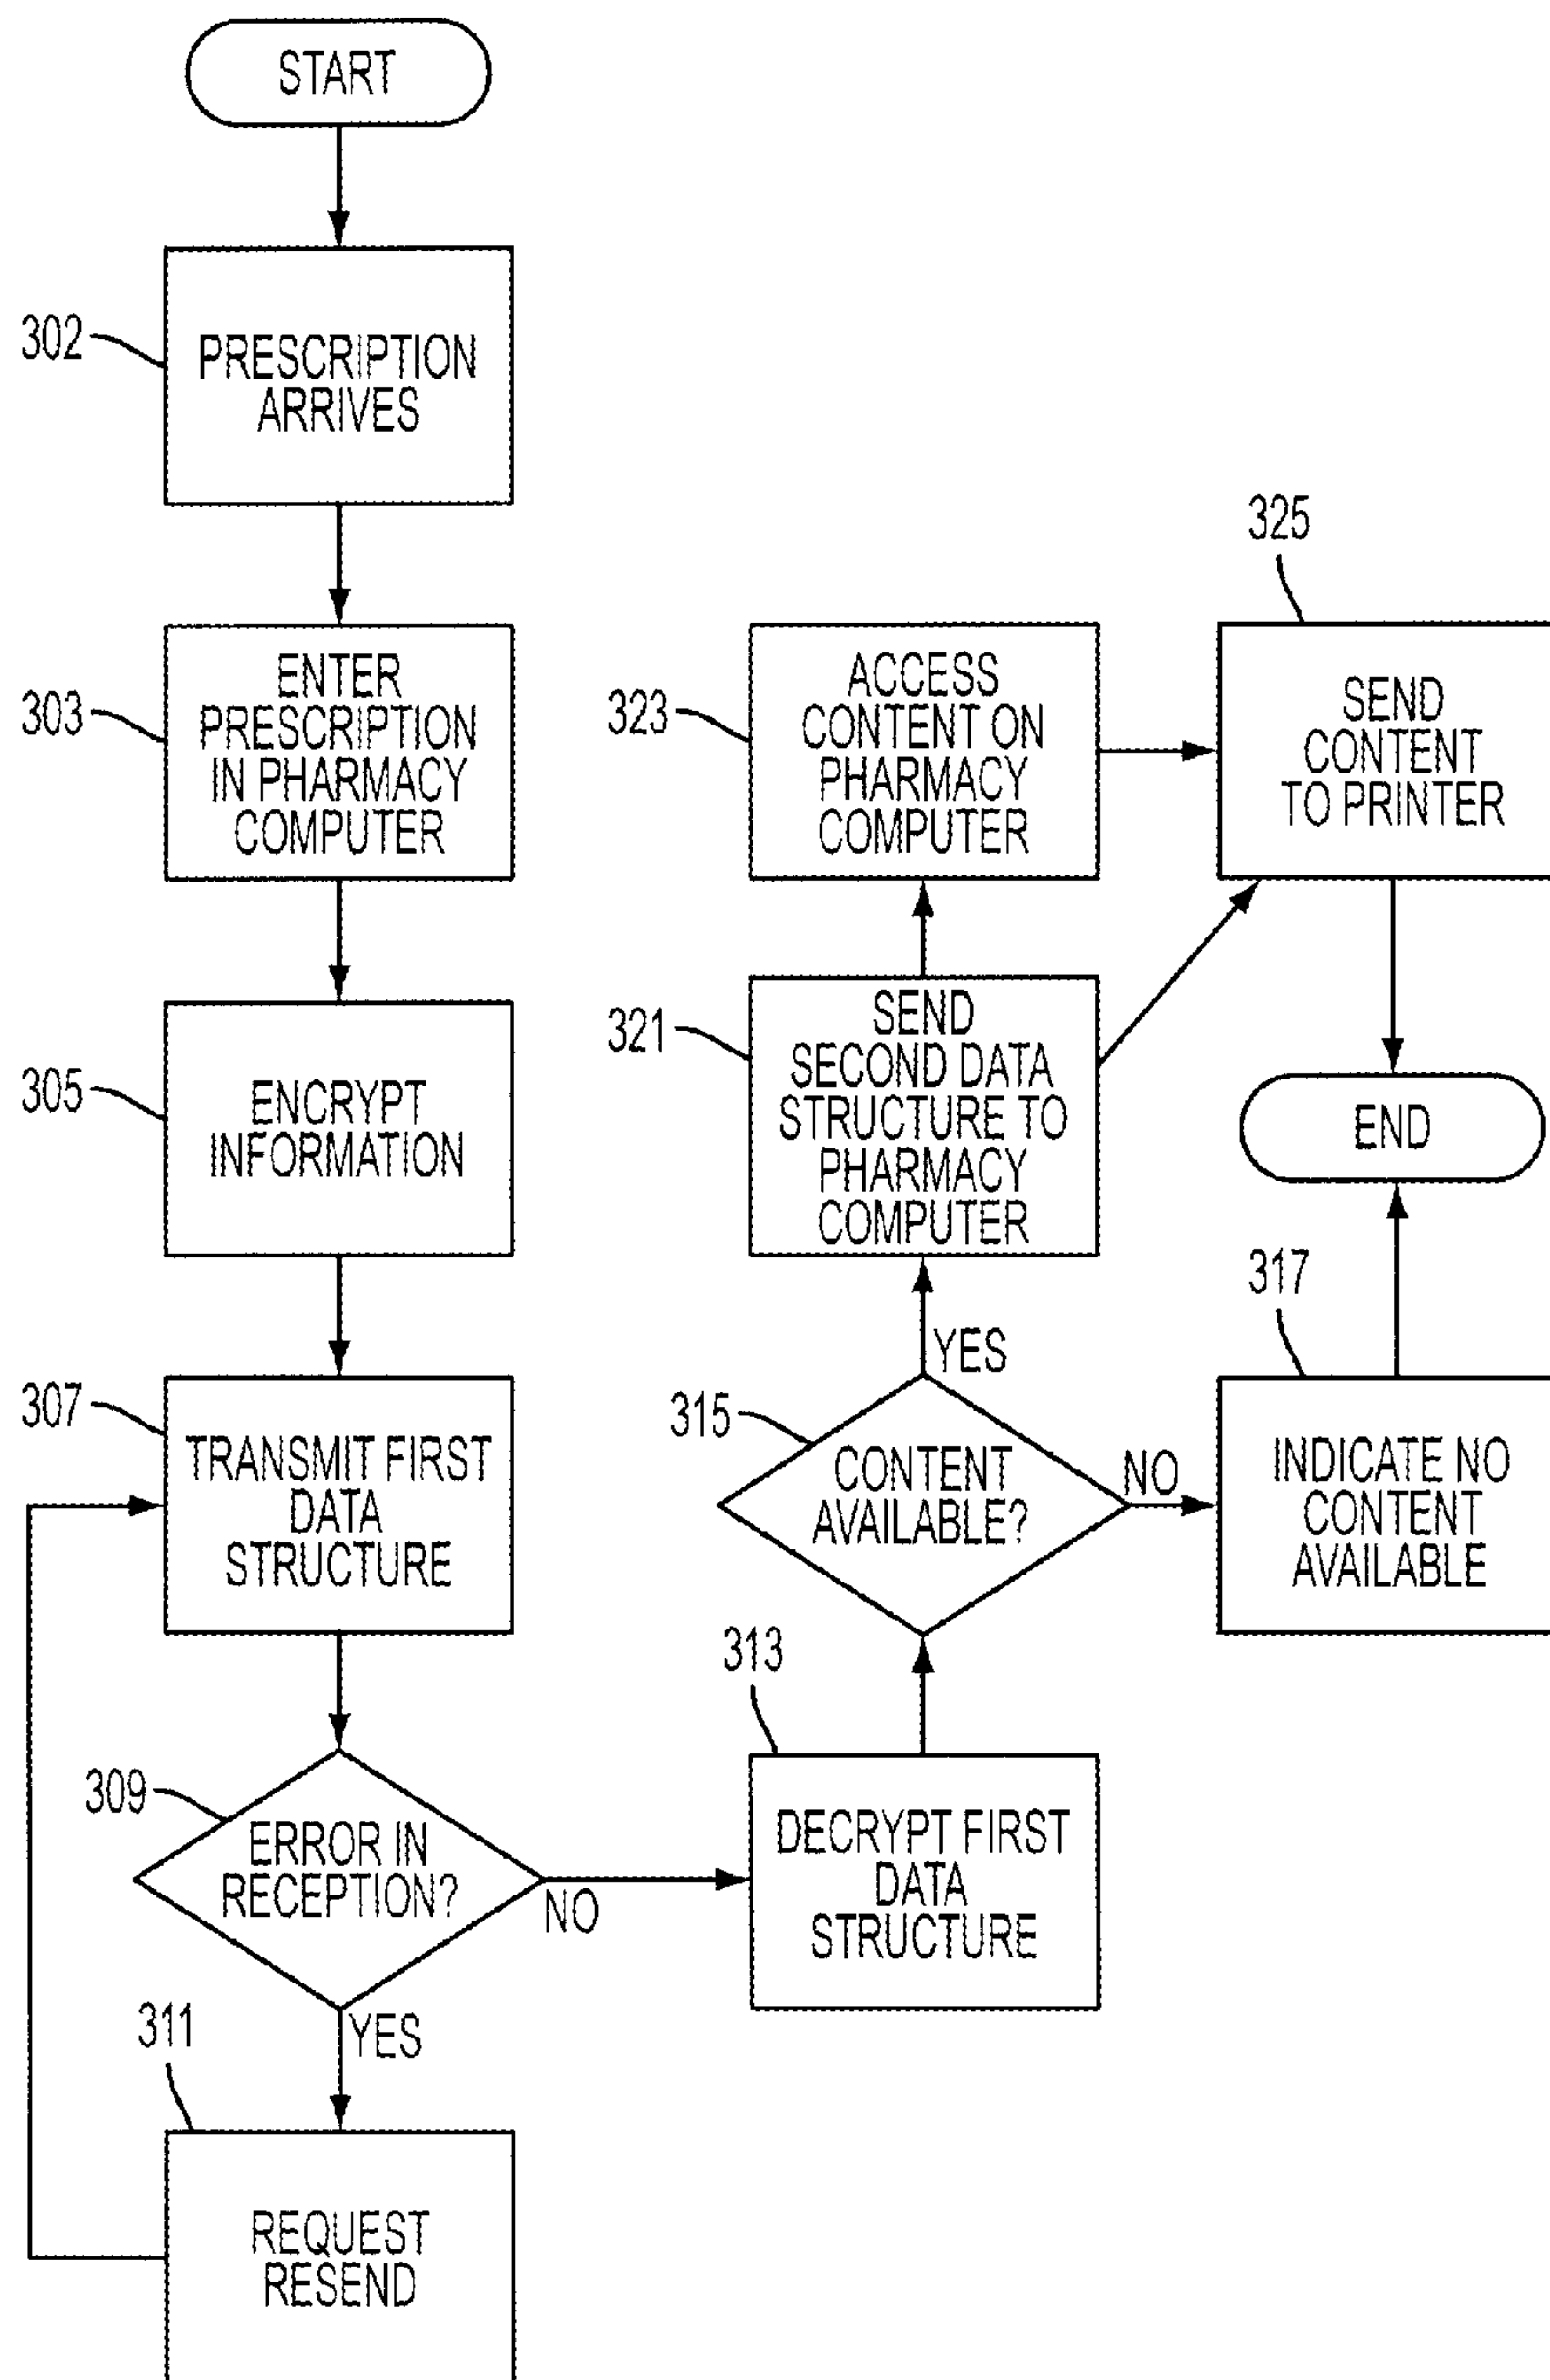 START
302
PRESCRIPTION
ARRIVES
303
ENTER
PRESCRIPTION
IN PHARMACY
COMPUTER
305
ENCRYPT
INFORMATION
307
TRANSMIT FIRST
DATA
STRUCTURE
309
ERROR IN
RECEPTION?
NO
YES
311
REQUEST
RESEND
313
DECRYPT FIRST
DATA
STRUCTURE
315
CONTENT
AVAILABLE?
YES
NO
317
INDICATE NO
CONTENT
AVAILABLE
321
SEND
SECOND DATA
STRUCTURE TO
PHARMACY
COMPUTER
323
ACCESS
CONTENT ON
PHARMACY
COMPUTER
325
SEND
CONTENT
TO PRINTER
END